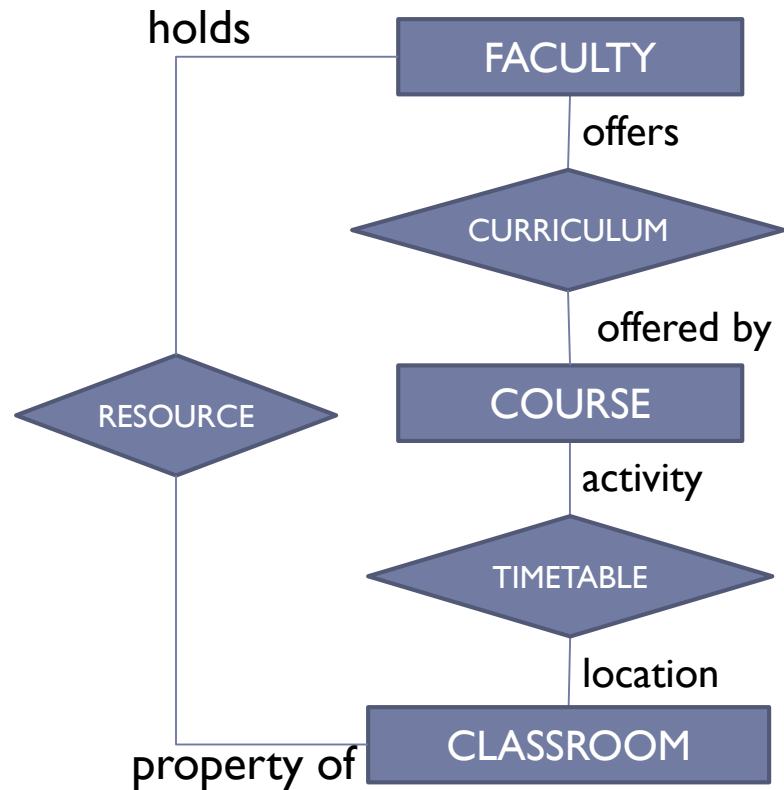 holds
FACULTY
offers
CURRICULUM
offered by
COURSE
RESOURCE
activity
TIMETABLE
location
CLASSROOM
property of